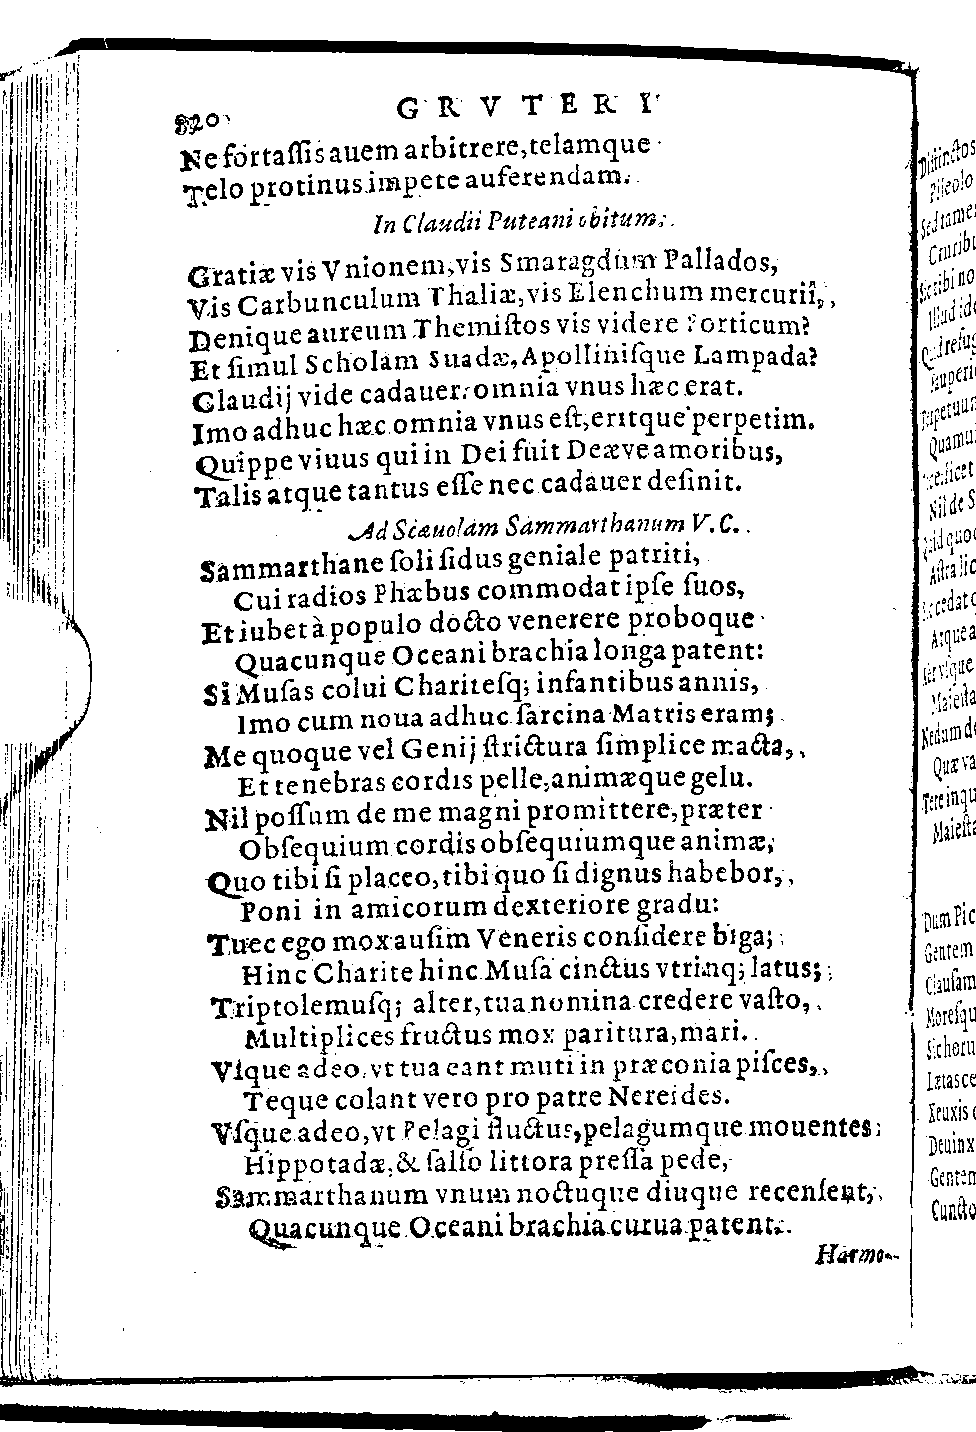 820 GRVTERI
Ne fortaſſis auem arbitrere, telamque
Telo protinus impete auferendam.
In Claudii Puteani obitum.
Gratiæ vis Vnionem, vis Smaragdum Pallados,
Vis Carbunculum Thaliæ, vis Elenchum mercurii,
Denique aureum Themiſtos vis videre Porticum?
Et ſimul Scholam Suadæ, Apolliniſque Lampada?
Claudij vide cadauer: omnia vnus hæc erat.
Imo adhuc hæc omnia vnus eſt, eritque perpetim.
Quippe viuus qui in Dei fuit Deæve amoribus,
Talis atque tantus eſſe nec cadauer deſinit.
Ad Scæuolam Sammarthanum V. C.
Sammarthane ſoli ſidus geniale patriti,
Cui radios Phæbus commodat ipſe ſuos,
Et iubet à populo docto venerere proboque
Quacunque Oceani brachia longa patent:
Si Muſas colui Chariteſq; infantibus annis,
Imo cum noua adhuc ſarcina Matris eram;
Me quoque vel Genij ſtrictura ſimplice macta,
Et tenebras cordis pelle, animæque gelu.
Nil poſſum de me magni promittere, præter
Obſequium cordis obſequiumque animæ,
Quo tibi ſi placeo, tibi quo ſi dignus habebor,
Poni in amicorum dexteriore gradu:
Tuec ego mox auſim Veneris conſidere biga;
Hinc Charite hinc Muſa cinctus vtrinq; latus;
Triptolemuſq; alter, tua nomina credere vaſto,
Multiplices fructus mox paritura, mari.
Vſque adeo, vt tua eant muti in præconia piſces,
Teque colant vero pro patre Nereides.
Vſque adeo, vt Pelagi fluctus, pelagumque mouentes
Hippotadæ, & ſalſo littora preſſa pede,
Sammarthanum vnum noctuque diuque recenſent,
Quacunque Oceani brachia curua patent.
Harmo-